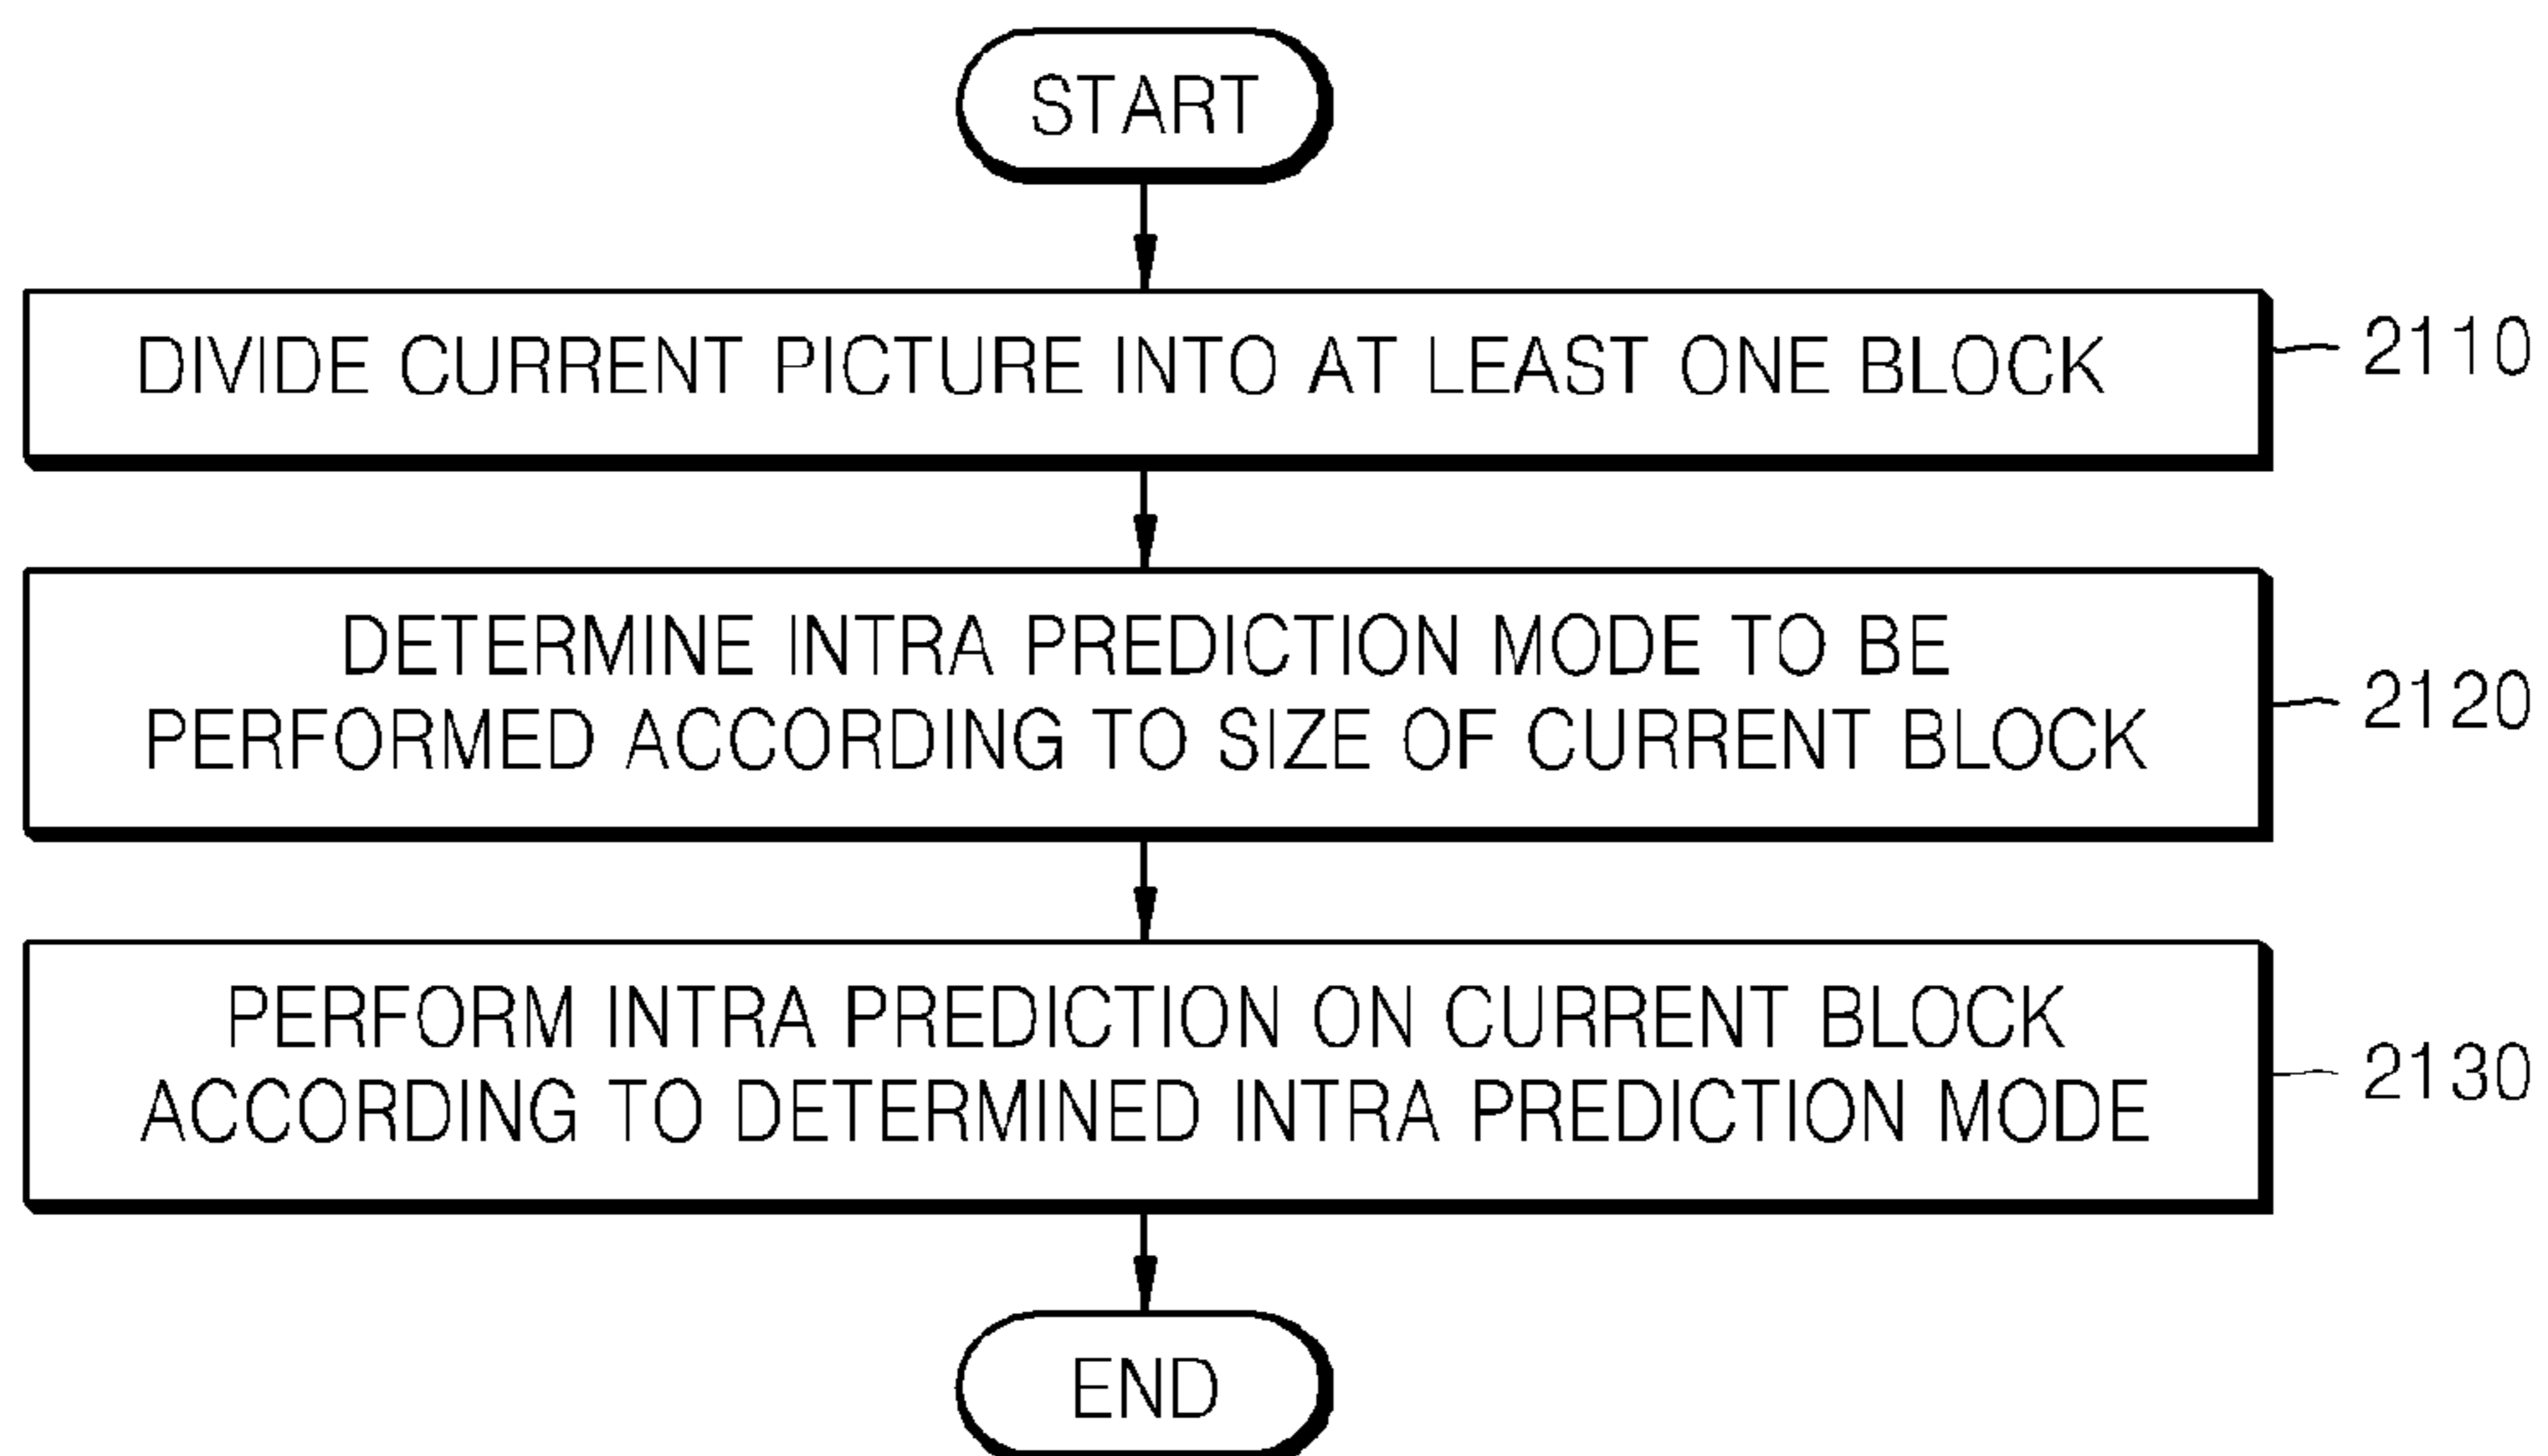 START
DIVIDE CURRENT PICTURE INTO AT LEAST ONE BLOCK
2110
DETERMINE INTRA PREDICTION MODE TO BE
PERFORMED ACCORDING TO SIZE OF CURRENT BLOCK
2120
PERFORM INTRA PREDICTION ON CURRENT BLOCK
ACCORDING TO DETERMINED INTRA PREDICTION MODE
2130
END